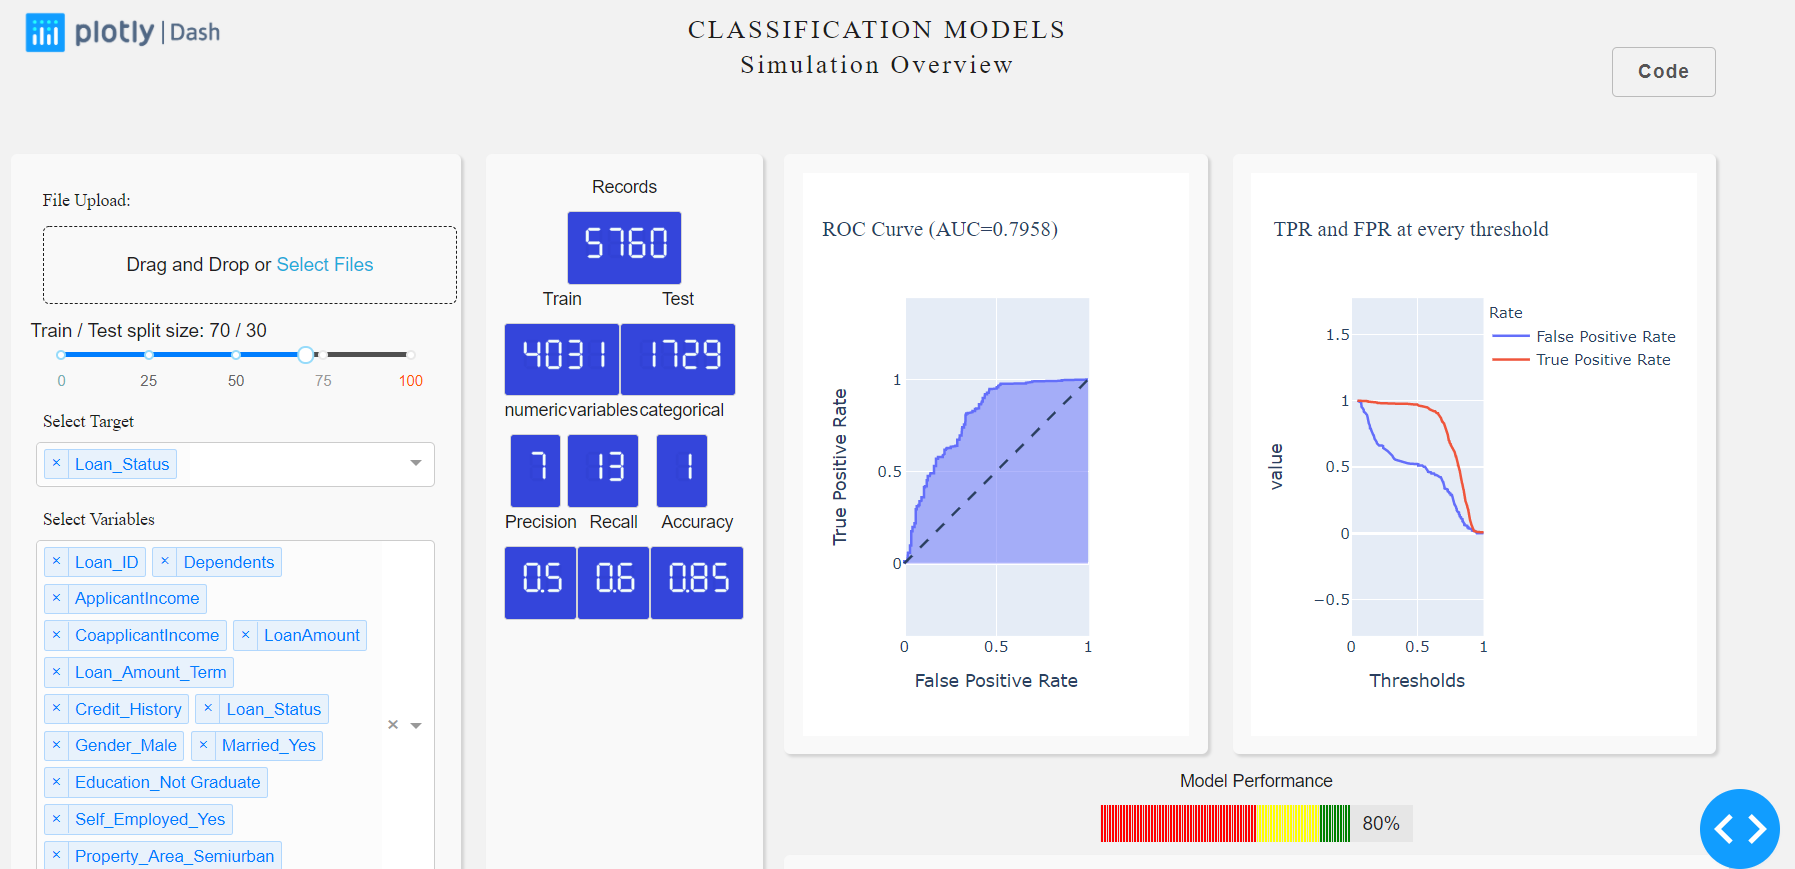 plotly | Dash
CLASSIFICATION MODELS
Simulation Overview
Code
File Upload:
Drag and Drop or Select Files
Train / Test split size: 70 / 30
0 25 50 75 100
Select Target
× Loan_Status
Select Variables
× Loan_ID × Dependents
× ApplicantIncome
× CoapplicantIncome × LoanAmount
× Loan_Amount_Term
× Credit_History × Loan_Status
× Gender_Male × Married_Yes
× Education_Not Graduate
× Self_Employed_Yes
× Property_Area_Semiurban
×
Records
5760
Train Test
4031 1729
numericvariablescategorical
7 13 1
Precision Recall Accuracy
0.5 0.6 0.85
ROC Curve (AUC=0.7958)
True Positive Rate
1
0.5
0
0 0.5 1
False Positive Rate
TPR and FPR at every threshold
Rate
False Positive Rate
True Positive Rate
value
1.5
1
0.5
0
−0.5
0 0.5 1
Thresholds
Model Performance
80%